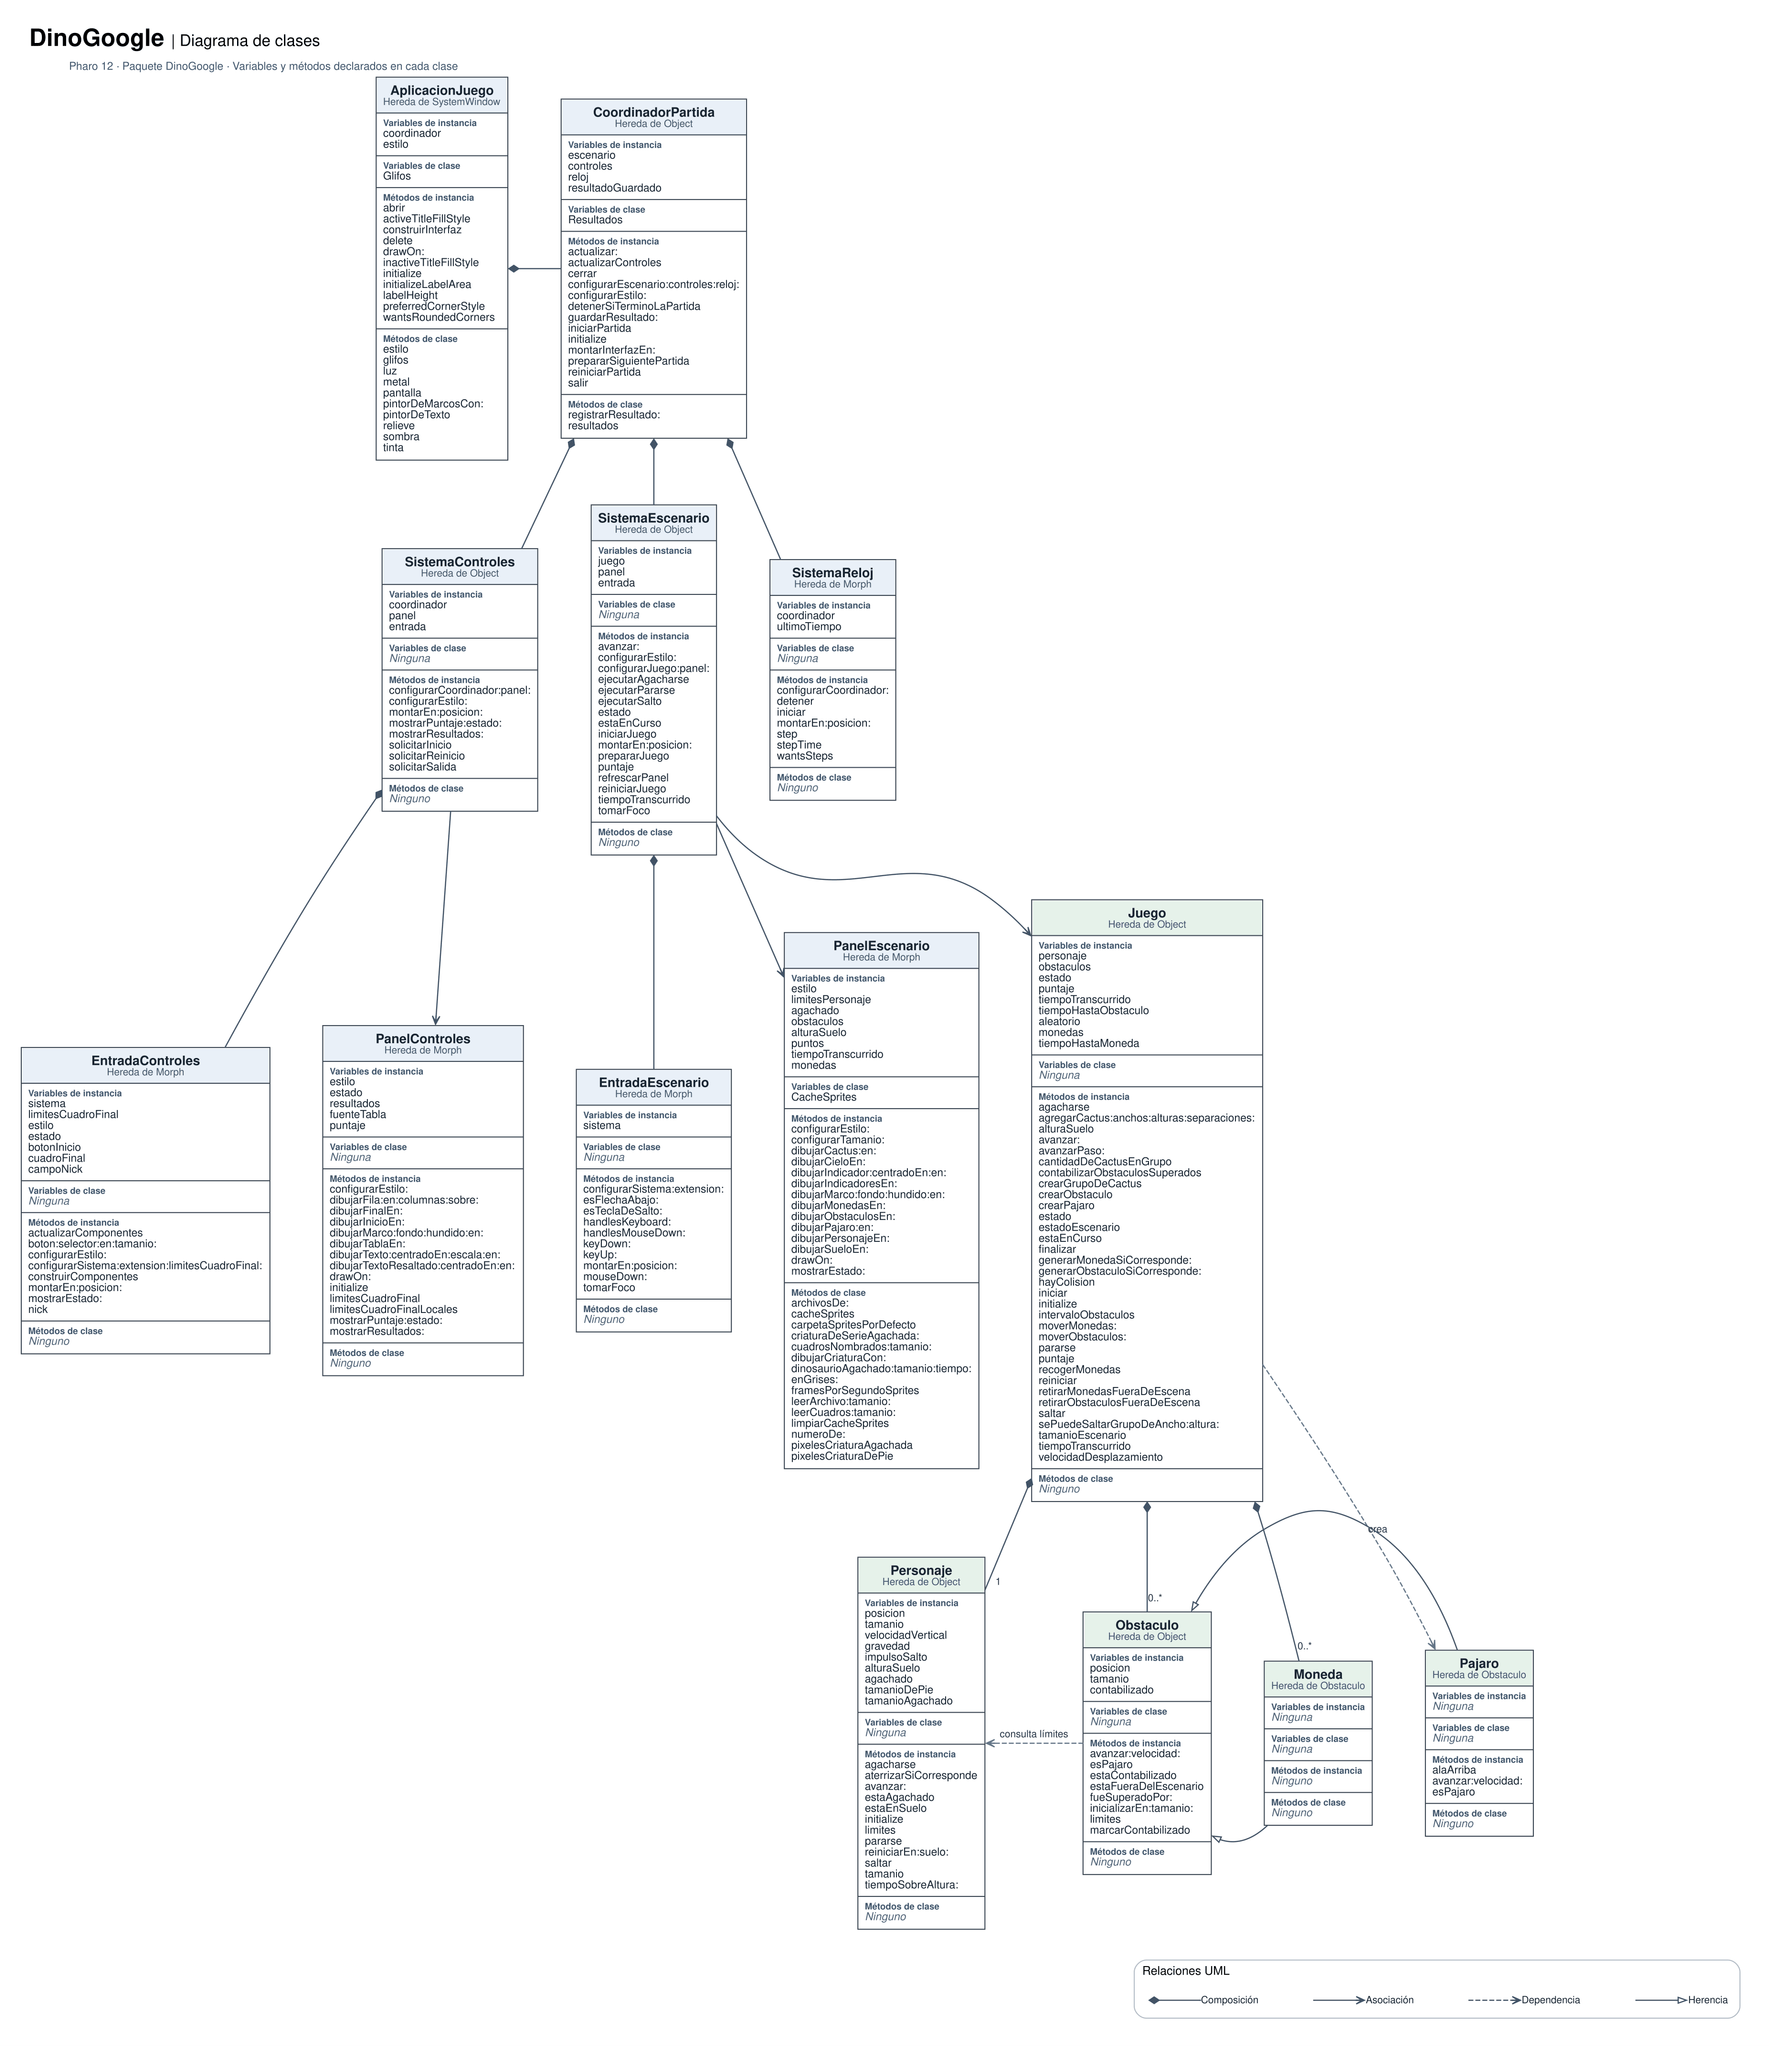 DinoGoogle | Diagrama de clases
Pharo 12 · Paquete DinoGoogle · Variables y métodos declarados en cada clase
AplicacionJuego
Hereda de SystemWindow
Variables de instancia
coordinador
estilo
Variables de clase
Glifos
Métodos de instancia
abrir
activeTitleFillStyle
construirInterfaz
delete
drawOn:
inactiveTitleFillStyle
initialize
initializeLabelArea
labelHeight
preferredCornerStyle
wantsRoundedCorners
Métodos de clase
estilo
glifos
luz
metal
pantalla
pintorDeMarcosCon:
pintorDeTexto
relieve
sombra
tinta
CoordinadorPartida
Hereda de Object
Variables de instancia
escenario
controles
reloj
resultadoGuardado
Variables de clase
Resultados
Métodos de instancia
actualizar:
actualizarControles
cerrar
configurarEscenario:controles:reloj:
configurarEstilo:
detenerSiTerminoLaPartida
guardarResultado:
iniciarPartida
initialize
montarInterfazEn:
prepararSiguientePartida
reiniciarPartida
salir
Métodos de clase
registrarResultado:
resultados
SistemaControles
Hereda de Object
Variables de instancia
coordinador
panel
entrada
Variables de clase
Ninguna
Métodos de instancia
configurarCoordinador:panel:
configurarEstilo:
montarEn:posicion:
mostrarPuntaje:estado:
mostrarResultados:
solicitarInicio
solicitarReinicio
solicitarSalida
Métodos de clase
Ninguno
SistemaEscenario
Hereda de Object
Variables de instancia
juego
panel
entrada
Variables de clase
Ninguna
Métodos de instancia
avanzar:
configurarEstilo:
configurarJuego:panel:
ejecutarAgacharse
ejecutarPararse
ejecutarSalto
estado
estaEnCurso
iniciarJuego
montarEn:posicion:
prepararJuego
puntaje
refrescarPanel
reiniciarJuego
tiempoTranscurrido
tomarFoco
Métodos de clase
Ninguno
SistemaReloj
Hereda de Morph
Variables de instancia
coordinador
ultimoTiempo
Variables de clase
Ninguna
Métodos de instancia
configurarCoordinador:
detener
iniciar
montarEn:posicion:
step
stepTime
wantsSteps
Métodos de clase
Ninguno
EntradaControles
Hereda de Morph
Variables de instancia
sistema
limitesCuadroFinal
estilo
estado
botonInicio
cuadroFinal
campoNick
Variables de clase
Ninguna
Métodos de instancia
actualizarComponentes
boton:selector:en:tamanio:
configurarEstilo:
configurarSistema:extension:limitesCuadroFinal:
construirComponentes
montarEn:posicion:
mostrarEstado:
nick
Métodos de clase
Ninguno
PanelControles
Hereda de Morph
Variables de instancia
estilo
estado
resultados
fuenteTabla
puntaje
Variables de clase
Ninguna
Métodos de instancia
configurarEstilo:
dibujarFila:en:columnas:sobre:
dibujarFinalEn:
dibujarInicioEn:
dibujarMarco:fondo:hundido:en:
dibujarTablaEn:
dibujarTexto:centradoEn:escala:en:
dibujarTextoResaltado:centradoEn:en:
drawOn:
initialize
limitesCuadroFinal
limitesCuadroFinalLocales
mostrarPuntaje:estado:
mostrarResultados:
Métodos de clase
Ninguno
EntradaEscenario
Hereda de Morph
Variables de instancia
sistema
Variables de clase
Ninguna
Métodos de instancia
configurarSistema:extension:
esFlechaAbajo:
esTeclaDeSalto:
handlesKeyboard:
handlesMouseDown:
keyDown:
keyUp:
montarEn:posicion:
mouseDown:
tomarFoco
Métodos de clase
Ninguno
PanelEscenario
Hereda de Morph
Variables de instancia
estilo
limitesPersonaje
agachado
obstaculos
alturaSuelo
puntos
tiempoTranscurrido
monedas
Variables de clase
CacheSprites
Métodos de instancia
configurarEstilo:
configurarTamanio:
dibujarCactus:en:
dibujarCieloEn:
dibujarIndicador:centradoEn:en:
dibujarIndicadoresEn:
dibujarMarco:fondo:hundido:en:
dibujarMonedasEn:
dibujarObstaculosEn:
dibujarPajaro:en:
dibujarPersonajeEn:
dibujarSueloEn:
drawOn:
mostrarEstado:
Métodos de clase
archivosDe:
cacheSprites
carpetaSpritesPorDefecto
criaturaDeSerieAgachada:
cuadrosNombrados:tamanio:
dibujarCriaturaCon:
dinosaurioAgachado:tamanio:tiempo:
enGrises:
framesPorSegundoSprites
leerArchivo:tamanio:
leerCuadros:tamanio:
limpiarCacheSprites
numeroDe:
pixelesCriaturaAgachada
pixelesCriaturaDePie
Juego
Hereda de Object
Variables de instancia
personaje
obstaculos
estado
puntaje
tiempoTranscurrido
tiempoHastaObstaculo
aleatorio
monedas
tiempoHastaMoneda
Variables de clase
Ninguna
Métodos de instancia
agacharse
agregarCactus:anchos:alturas:separaciones:
alturaSuelo
avanzar:
avanzarPaso:
cantidadDeCactusEnGrupo
contabilizarObstaculosSuperados
crearGrupoDeCactus
crearObstaculo
crearPajaro
estado
estadoEscenario
estaEnCurso
finalizar
generarMonedaSiCorresponde:
generarObstaculoSiCorresponde:
hayColision
iniciar
initialize
intervaloObstaculos
moverMonedas:
moverObstaculos:
pararse
puntaje
recogerMonedas
reiniciar
retirarMonedasFueraDeEscena
retirarObstaculosFueraDeEscena
saltar
sePuedeSaltarGrupoDeAncho:altura:
tamanioEscenario
tiempoTranscurrido
velocidadDesplazamiento
Métodos de clase
Ninguno
crea
1
0..*
0..*
consulta límites
Personaje
Hereda de Object
Variables de instancia
posicion
tamanio
velocidadVertical
gravedad
impulsoSalto
alturaSuelo
agachado
tamanioDePie
tamanioAgachado
Variables de clase
Ninguna
Métodos de instancia
agacharse
aterrizarSiCorresponde
avanzar:
estaAgachado
estaEnSuelo
initialize
limites
pararse
reiniciarEn:suelo:
saltar
tamanio
tiempoSobreAltura:
Métodos de clase
Ninguno
Obstaculo
Hereda de Object
Variables de instancia
posicion
tamanio
contabilizado
Variables de clase
Ninguna
Métodos de instancia
avanzar:velocidad:
esPajaro
estaContabilizado
estaFueraDelEscenario
fueSuperadoPor:
inicializarEn:tamanio:
limites
marcarContabilizado
Métodos de clase
Ninguno
Moneda
Hereda de Obstaculo
Variables de instancia
Ninguna
Variables de clase
Ninguna
Métodos de instancia
Ninguno
Métodos de clase
Ninguno
Pajaro
Hereda de Obstaculo
Variables de instancia
Ninguna
Variables de clase
Ninguna
Métodos de instancia
alaArriba
avanzar:velocidad:
esPajaro
Métodos de clase
Ninguno
Relaciones UML
Composición
Asociación
Dependencia
Herencia